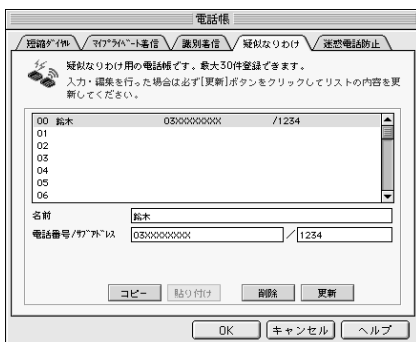 電話帳
短縮ﾀﾞｲﾔﾙ ﾏｲﾌﾟﾗｲﾍﾞｰﾄ着信 識別着信 疑似なりわけ 迷惑電話防止
疑似なりわけ用の電話帳です。最大30件登録できます。
入力・編集を行った場合は必ず[更新]ボタンをクリックしてリストの内容を更
新してください。
00 鈴木 03XXXXXXXX /1234
01
02
03
04
05
06
名前 鈴木
電話番号/ｻﾌﾞｱﾄﾞﾚｽ 03XXXXXXXX / 1234
コピー 貼り付け 削除 更新
OK キャンセル ヘルプ